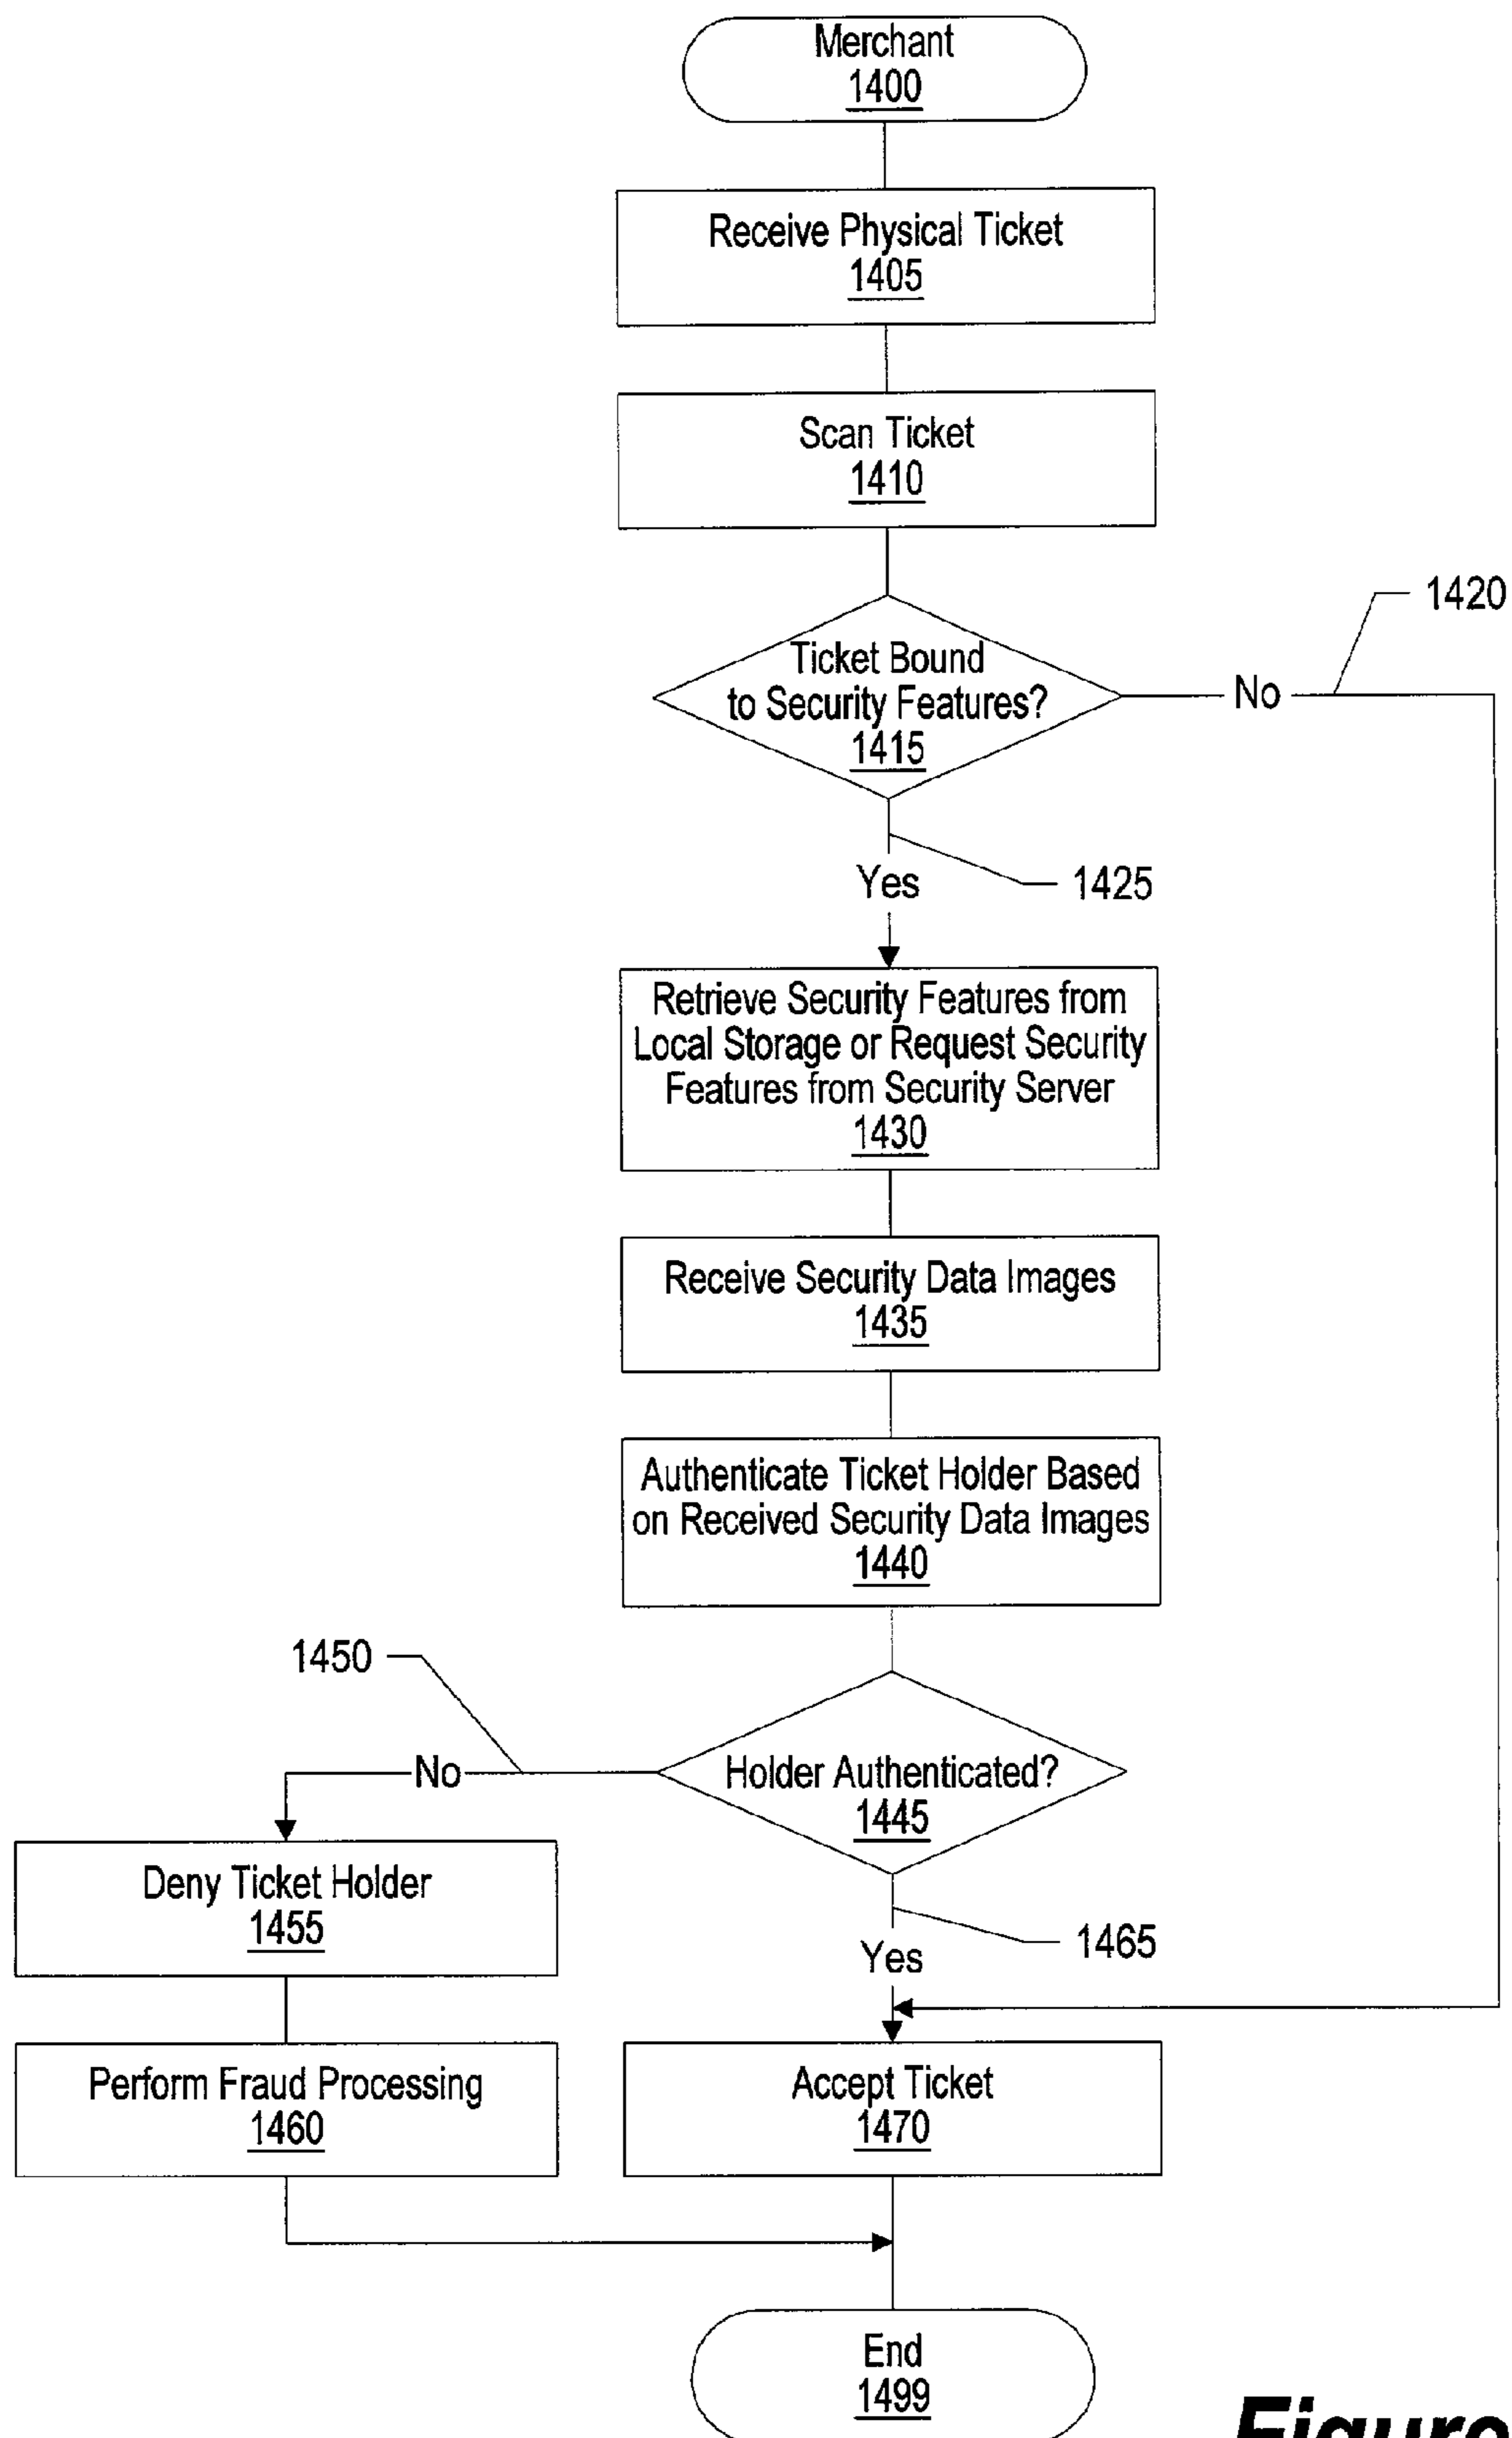 Merchant
1400
Receive Physical Ticket
1405
Scan Ticket
1410
1420
Ticket Bound
to Security Features?
1415
No
Yes
1425
Retrieve Security Features from
Local Storage or Request Security
Features from Security Server
1430
Receive Security Data Images
1435
Authenticate Ticket Holder Based
on Received Security Data Images
1440
1450
No
Holder Authenticated?
1445
Deny Ticket Holder
1455
Yes
1465
Perform Fraud Processing
1460
Accept Ticket
1470
End
1499
Figure